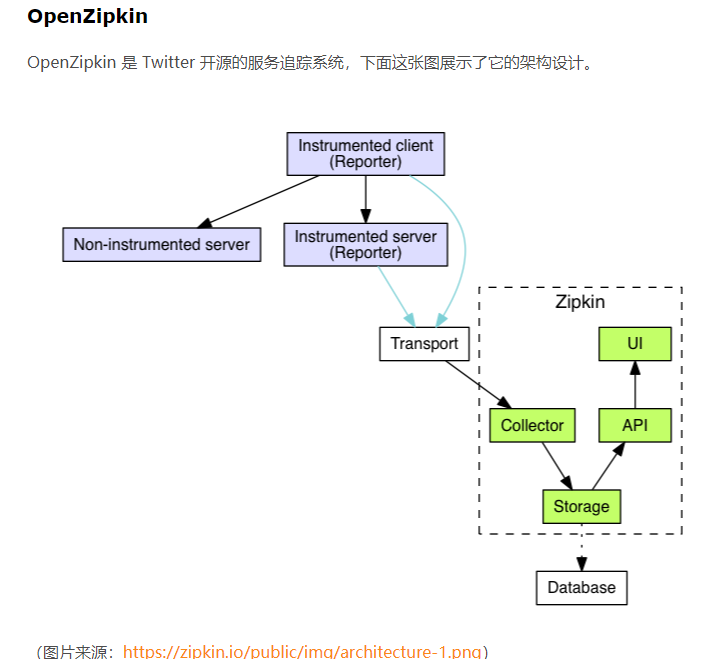 OpenZipkin
OpenZipkin 是 Twitter 开源的服务追踪系统，下面这张图展示了它的架构设计。
Instrumented client
(Reporter)
Non-instrumented server
Instrumented server
(Reporter)
Zipkin
Transport
UI
Collector
API
Storage
Database
（图片来源：https://zipkin.io/public/img/architecture-1.png）